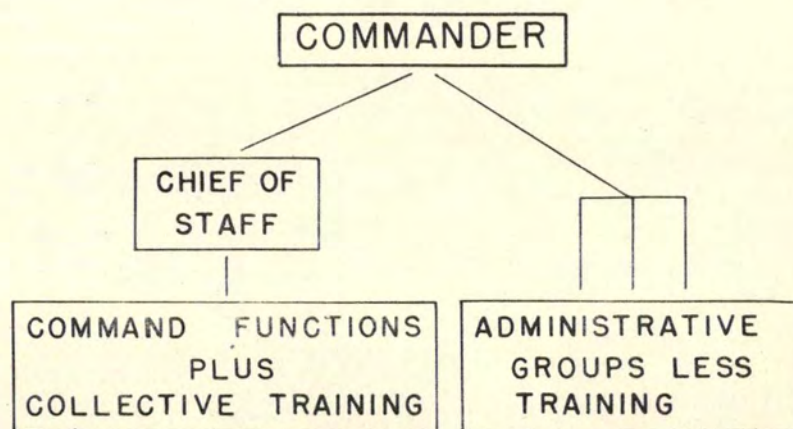 COMMANDER
CHIEF OF
STAFF
COMMAND FUNCTIONS
PLUS
COLLECTIVE TRAINING
ADMINISTRATIVE
GROUPS LESS
TRAINING